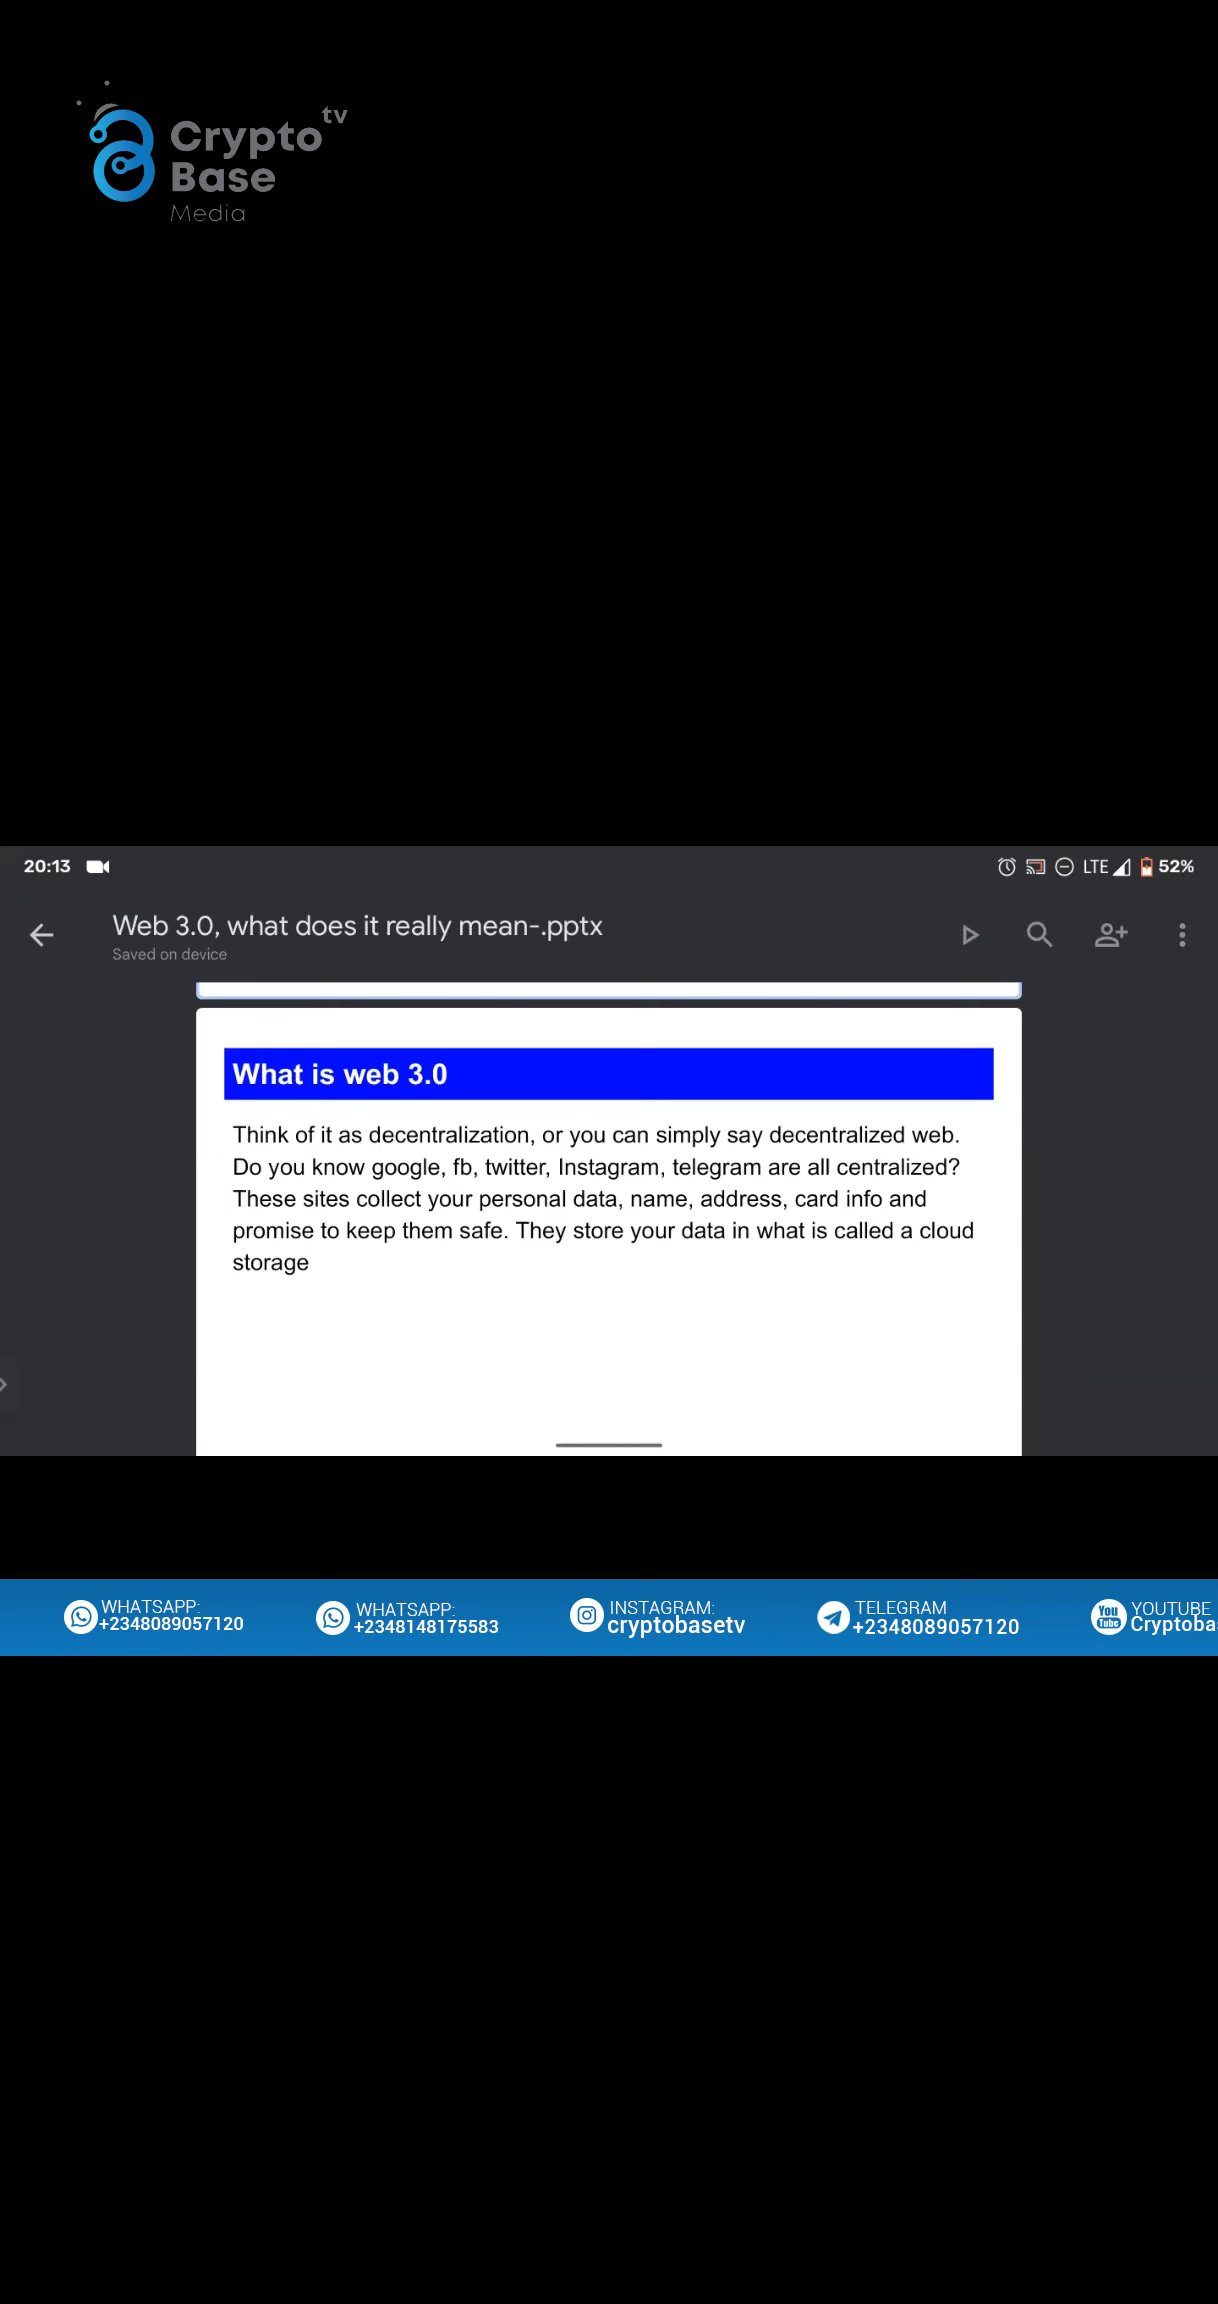 Crypto tv
Base
Media
20:13
LTE 52%
Web 3.0, what does it really mean-.pptx
Saved on device
What is web 3.0
Think of it as decentralization, or you can simply say decentralized web.
Do you know google, fb, twitter, Instagram, telegram are all centralized?
These sites collect your personal data, name, address, card info and
promise to keep them safe. They store your data in what is called a cloud
storage
WHATSAPP:
+2348089057120
WHATSAPP:
+2348148175583
INSTAGRAM:
cryptobasetv
TELEGRAM
+2348089057120
You
Tube
YOUTUBE